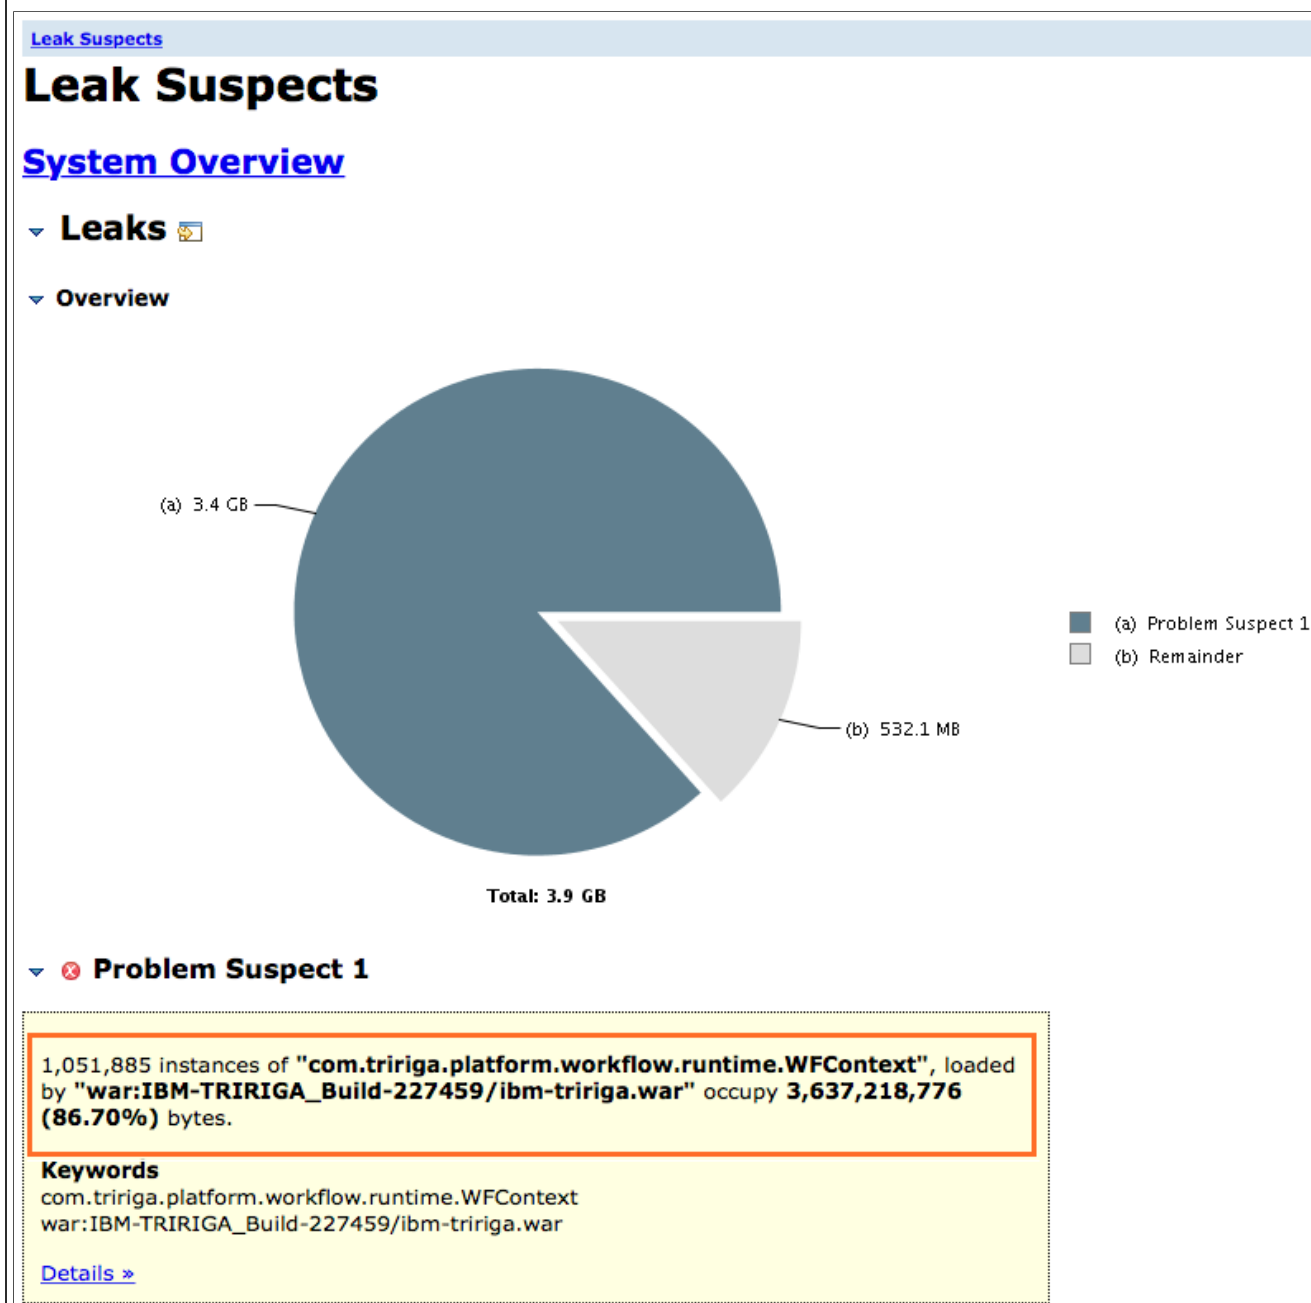 Leak Suspects
Leak Suspects
System Overview
Leaks
Overview
(a) 3.4 GB
(a) Problem Suspect 1
(b) Remainder
(b) 532.1 MB
Total: 3.9 GB
Problem Suspect 1
1,051,885 instances of "com.tririga.platform.workflow.runtime.WFContext", loaded
by "war:IBM-TRIRIGA_Build-227459/ibm-tririga.war" occupy 3,637,218,776
(86.70%) bytes.
Keywords
com.tririga.platform.workflow.runtime.WFContext
war:IBM-TRIRIGA_Build-227459/ibm-tririga.war
Details »